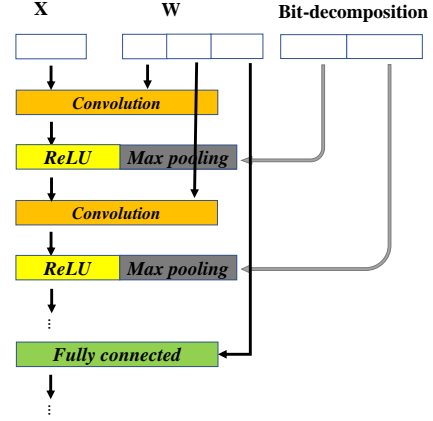 X W Bit-decomposition
Convolution
ReLU Max pooling
Convolution
ReLU Max pooling
...
Fully connected
...